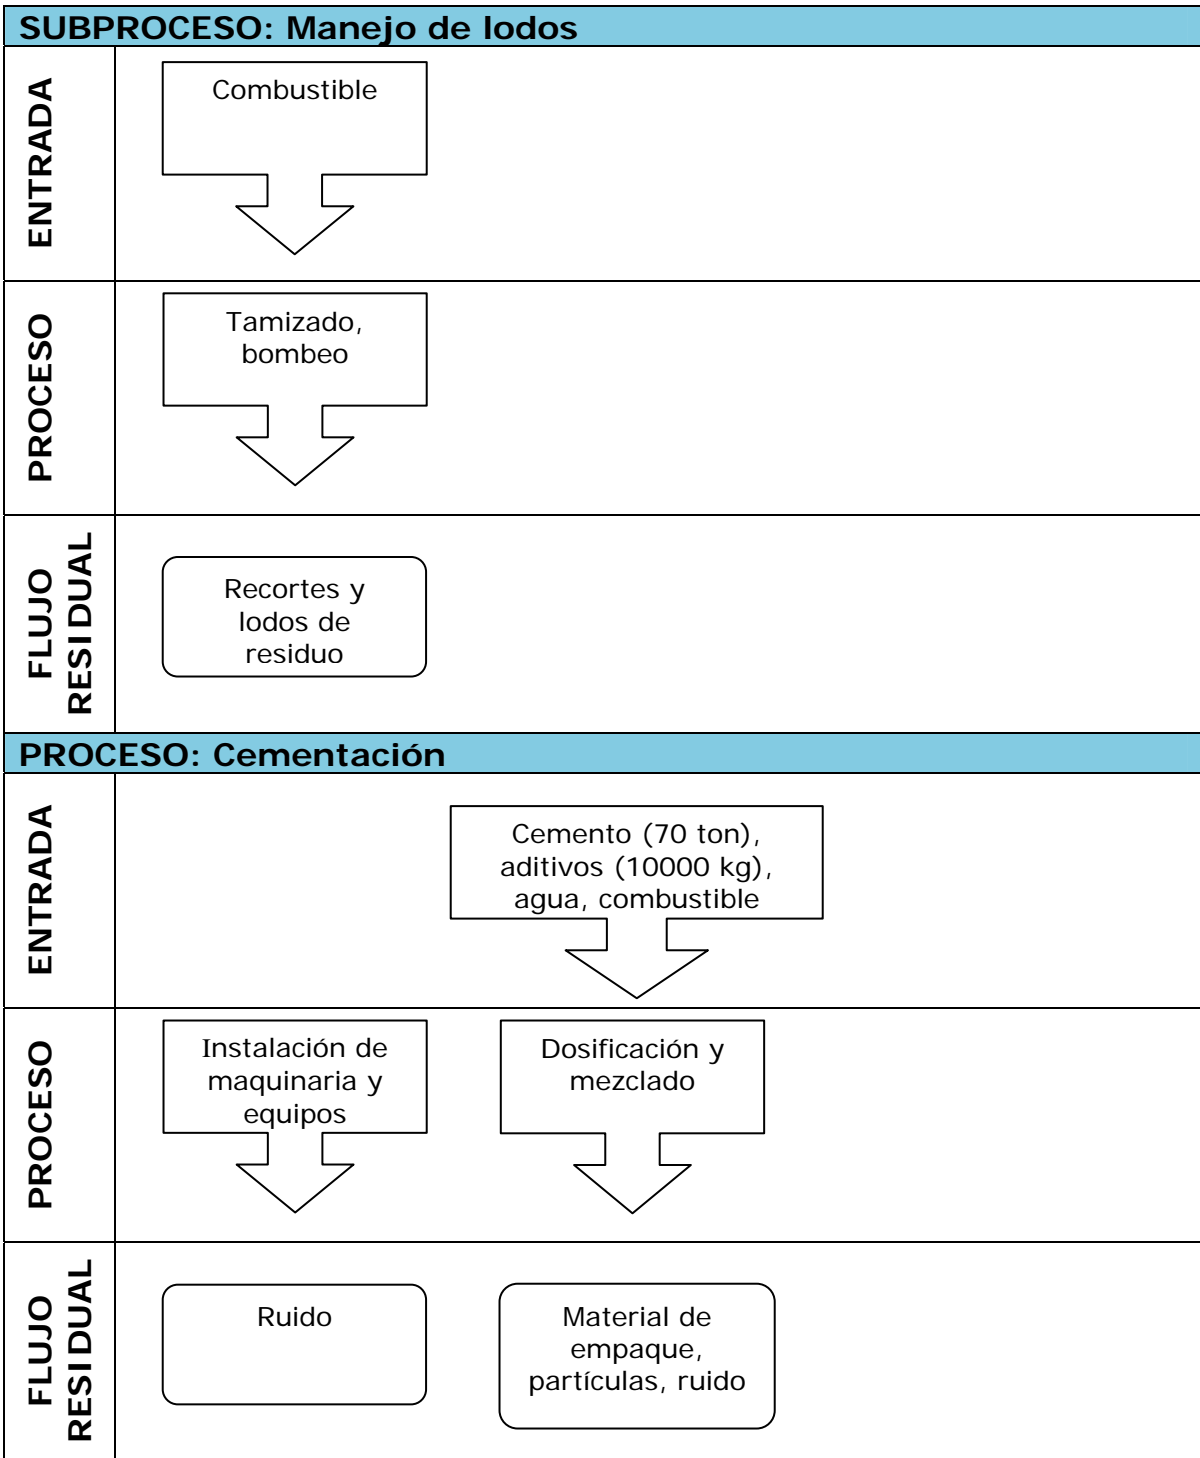 SUBPROCESO: Manejo de lodos
ENTRADA
Combustible
PROCESO
Tamizado,
bombeo
FLUJO
RESIDUAL
Recortes y
lodos de
residuo
PROCESO: Cementación
ENTRADA
Cemento (70 ton),
aditivos (10000 kg),
agua, combustible
PROCESO
Instalación de
maquinaria y
equipos
Dosificación y
mezclado
FLUJO
RESIDUAL
Ruido
Material de
empaque,
partículas, ruido